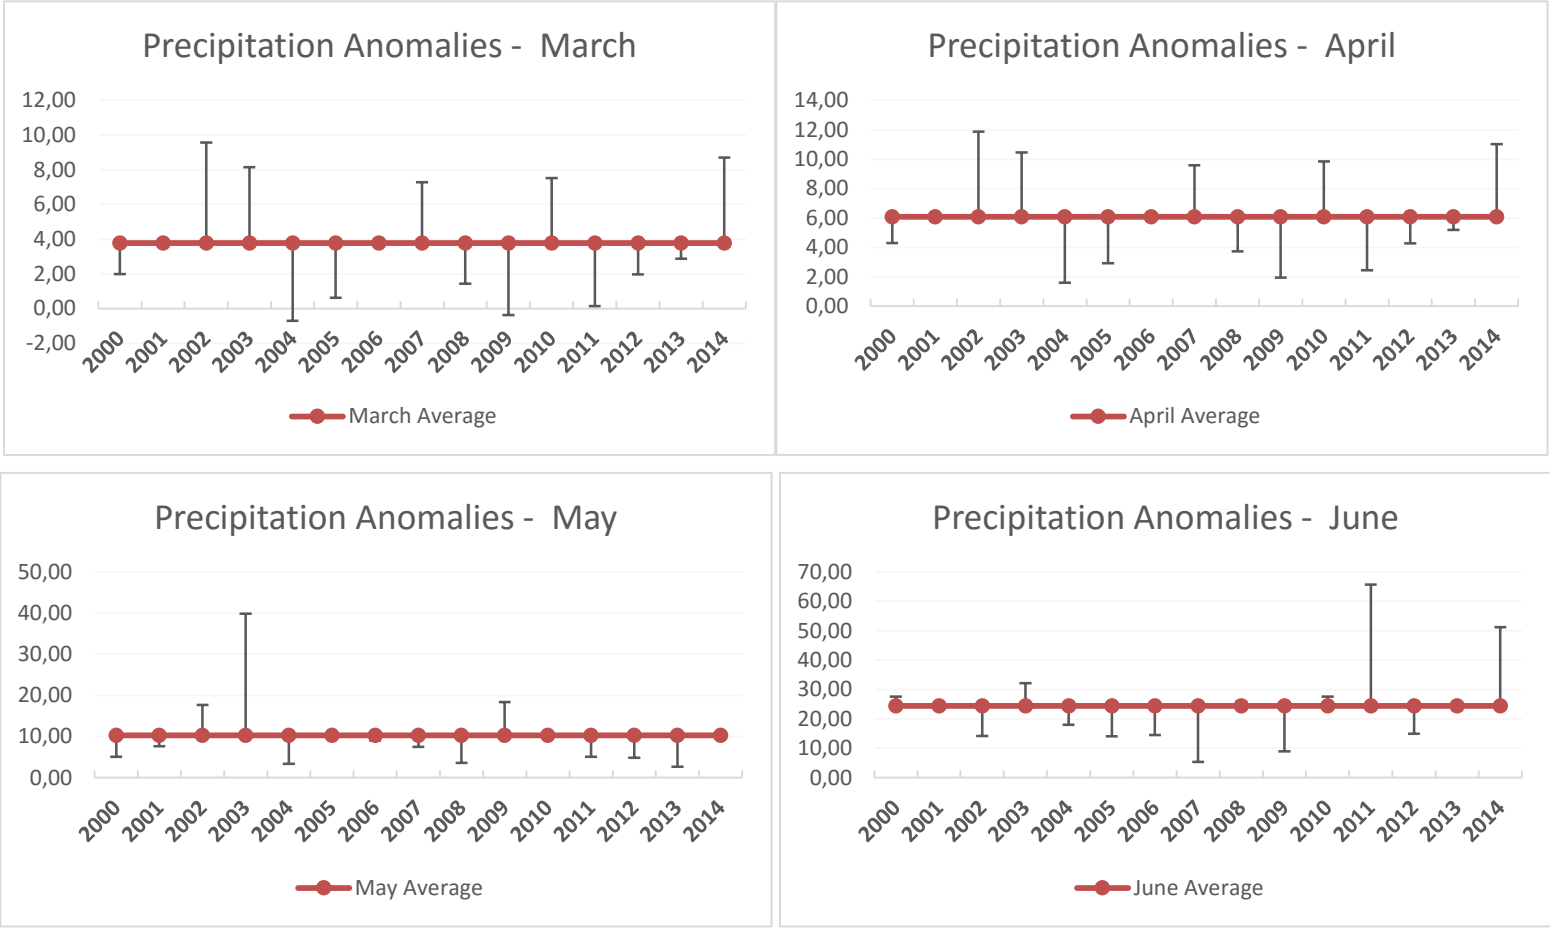 Precipitation Anomalies -  March
12,00
10,00
8,00
6,00
4,00
2,00
0,00
-2,00
2000 2001 2002 2003 2004 2005 2006 2007 2008 2009 2010 2011 2012 2013 2014
March Average
Precipitation Anomalies -  April
14,00
12,00
10,00
8,00
6,00
4,00
2,00
0,00
2000 2001 2002 2003 2004 2005 2006 2007 2008 2009 2010 2011 2012 2013 2014
April Average
Precipitation Anomalies -  May
50,00
40,00
30,00
20,00
10,00
0,00
2000 2001 2002 2003 2004 2005 2006 2007 2008 2009 2010 2011 2012 2013 2014
May Average
Precipitation Anomalies -  June
70,00
60,00
50,00
40,00
30,00
20,00
10,00
0,00
2000 2001 2002 2003 2004 2005 2006 2007 2008 2009 2010 2011 2012 2013 2014
June Average